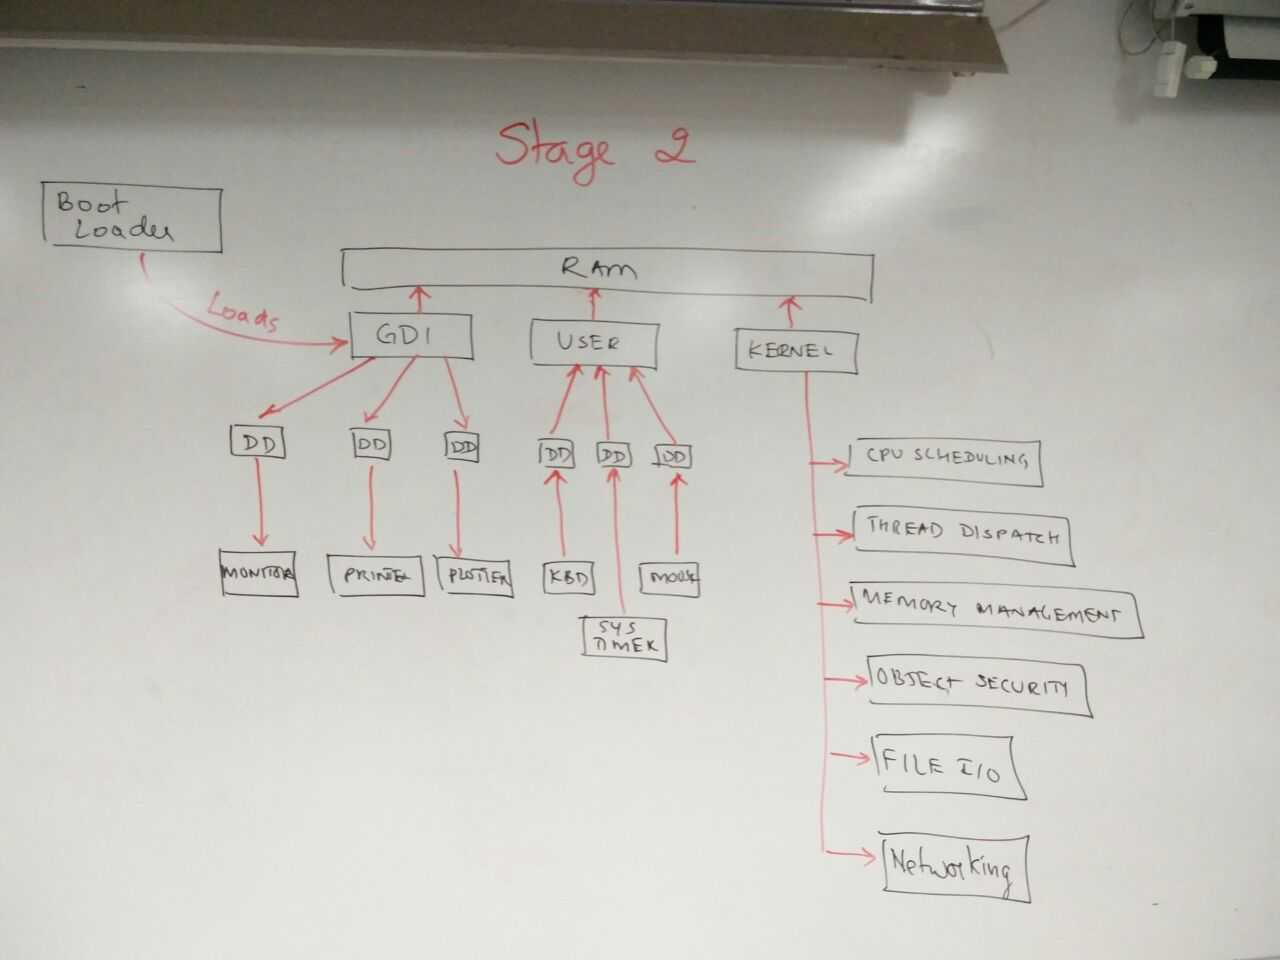 Stage 2
Boot
Loader
RAM
Loads
GDI
USER
KERNEL
DD
DD
DD
DD
DD
DD
CPU SCHEDULING
THREAD DISPATCH
MONITOR
PRINTER
PLOTTER
KBD
MOUSE
MEMORY MANAGEMENT
SYS
TIMER
OBJECT SECURITY
FILE I/O
Networking